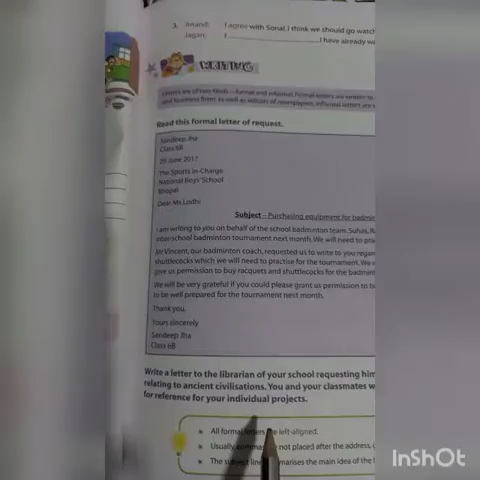 3. Anand: I agree with Sonal. I think we should go watch
Jagan: I ____________ . I have already w
WRITING
Letters are of two kinds – formal and informal. Formal letters are written to
and business firms as well as editors of newspapers. Informal letters are
Read this formal letter of request.
Sandeep Jha
Class 6B
20 June 2017
The Sports in-Charge
National Boys' School
Bhopal
Dear Ms Lodhi
Subject – Purchasing equipment for badmin
I am writing to you on behalf of the school badminton team. Suhas, R
inter-school badminton tournament next month. We will need to pra
Mr Vincent, our badminton coach, requested us to write to you regar
shuttlecocks which we will need to practise for the tournament. We
give us permission to buy racquets and shuttlecocks for the badmint
We will be very grateful if you could please grant us permission to b
to be well prepared for the tournament next month.
Thank you.
Yours sincerely
Sandeep Jha
Class 6B
Write a letter to the librarian of your school requesting him
relating to ancient civilisations. You and your classmates w
for reference for your individual projects.
All formal letters are left-aligned.
Usually commas not placed after the address,
The subject line summarises the main idea of the l
InShOt